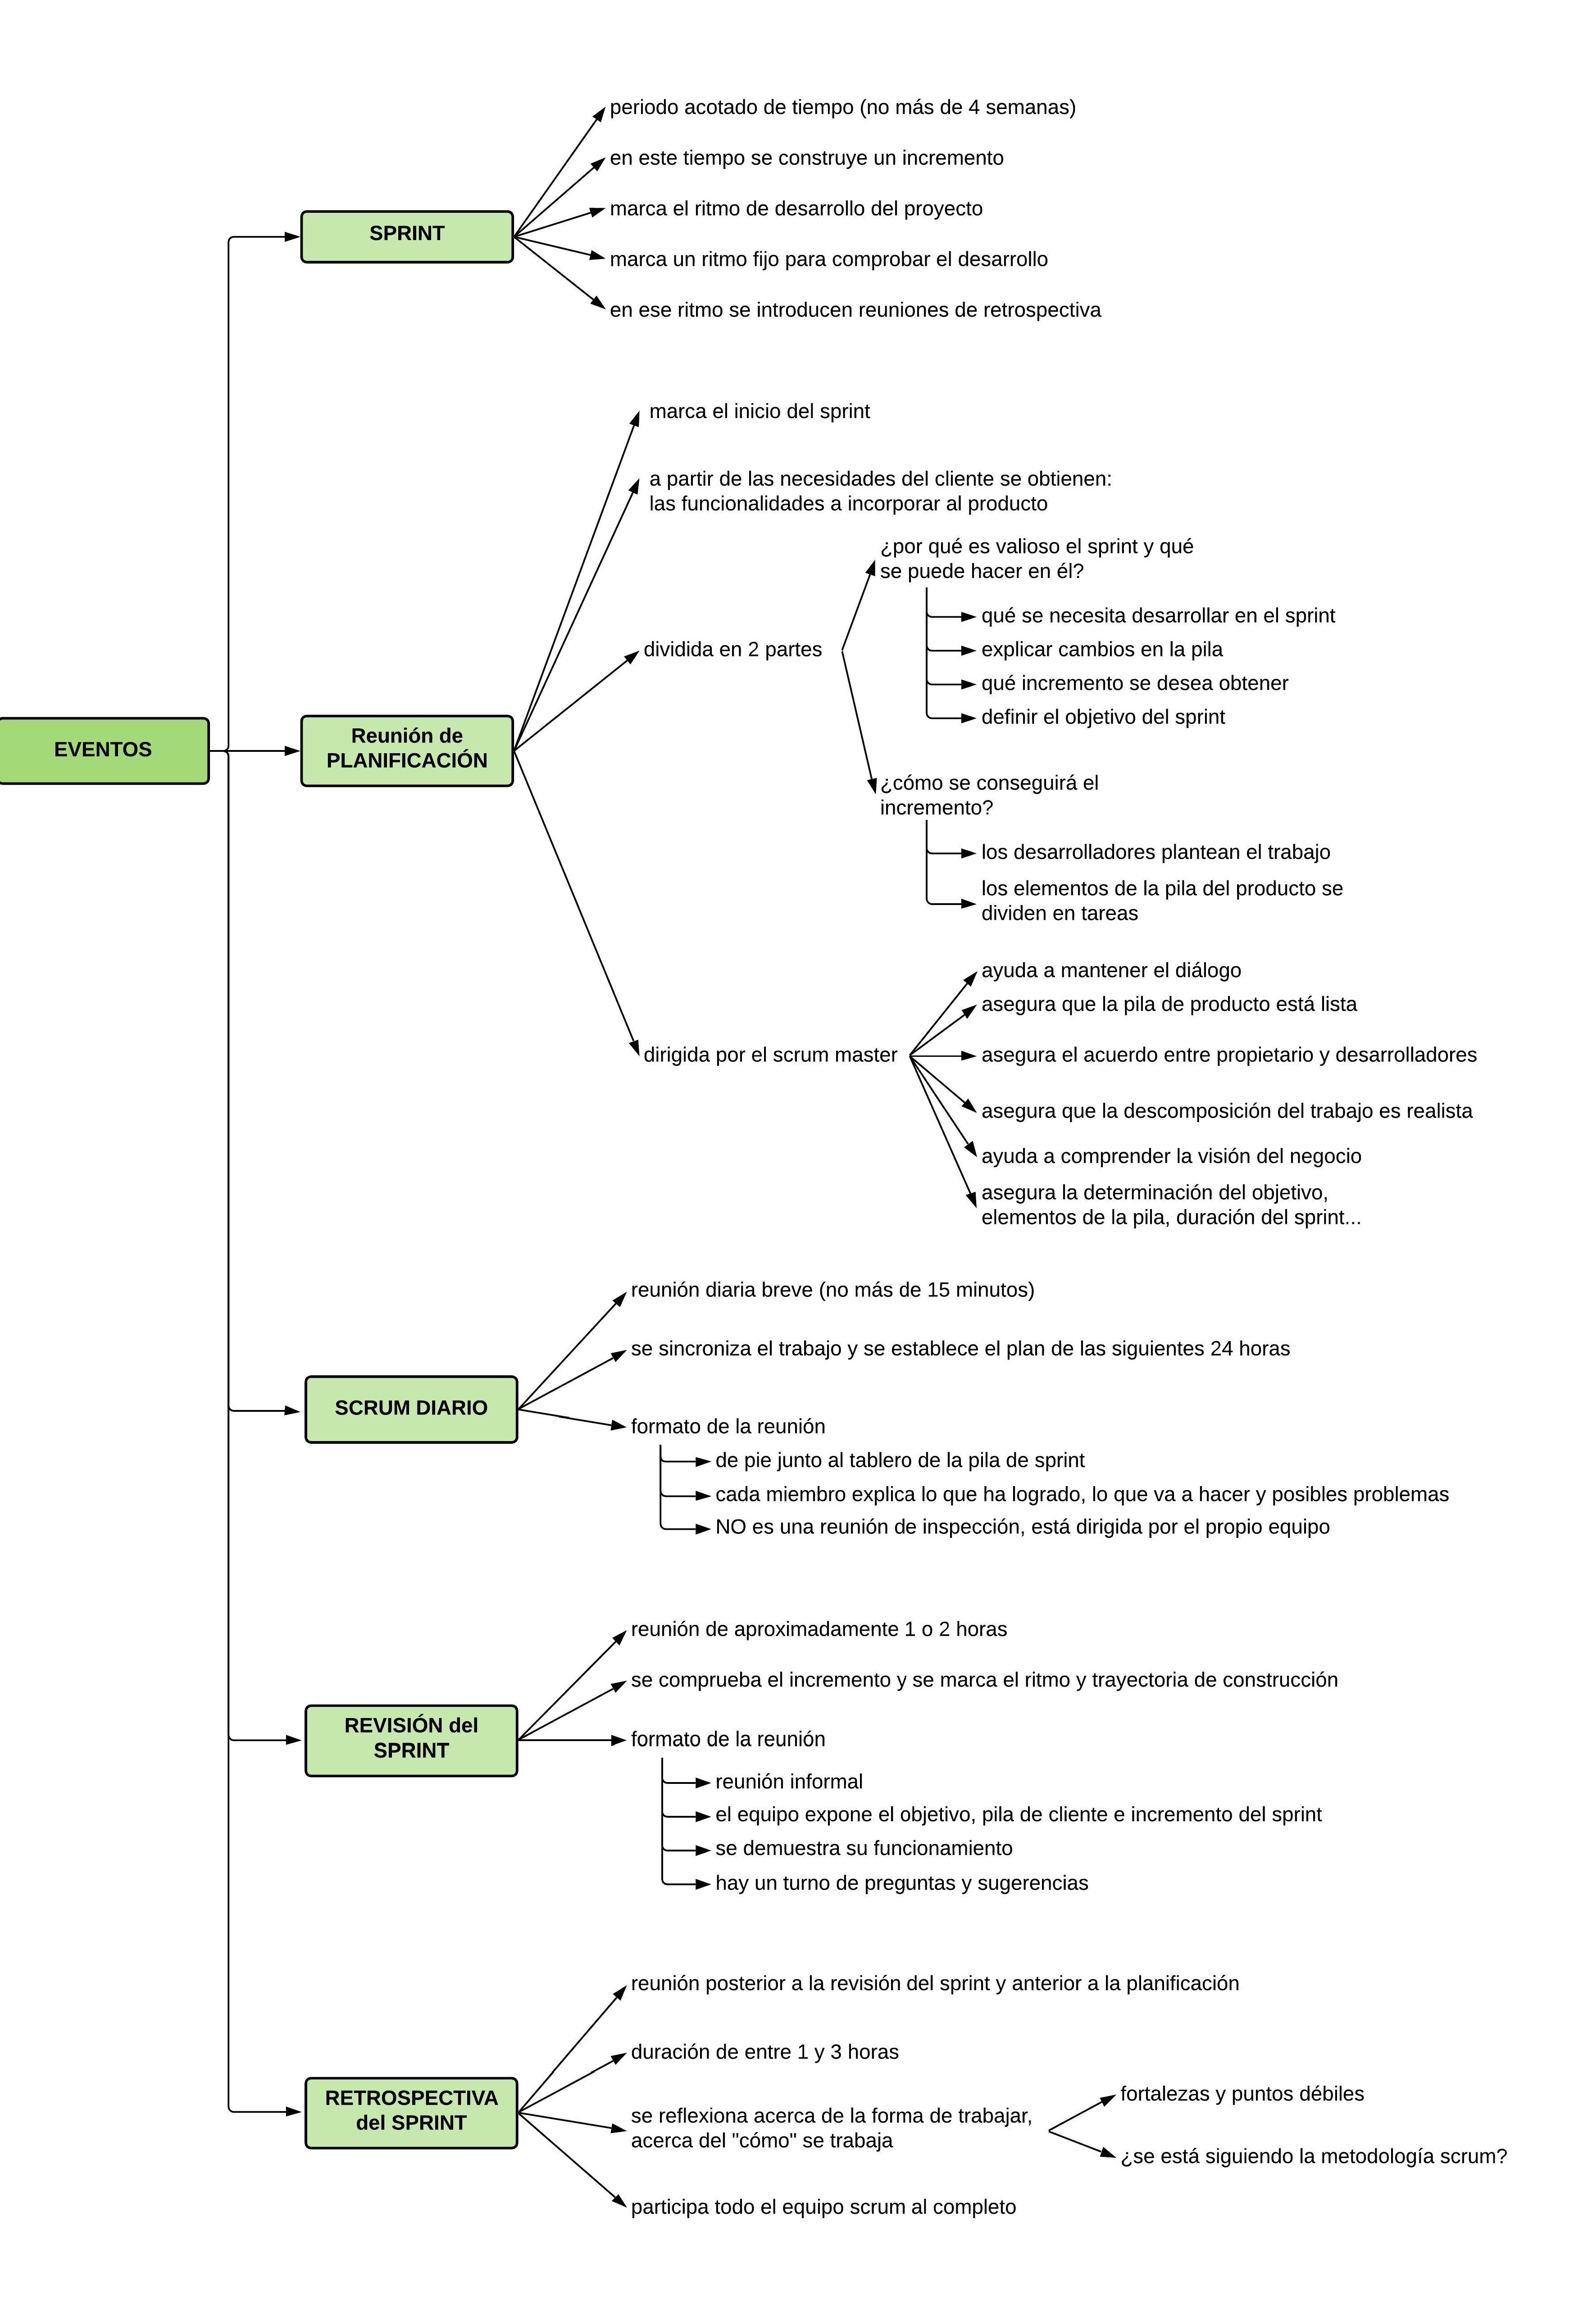 periodo acotado de tiempo (no más de 4 semanas)
en este tiempo se construye un incremento
marca el ritmo de desarrollo del proyecto
SPRINT
marca un ritmo fijo para comprobar el desarrollo
en ese ritmo se introducen reuniones de retrospectiva
marca el inicio del sprint
a partir de las necesidades del cliente se obtienen:
las funcionalidades a incorporar al producto
¿por qué es valioso el sprint y qué
se puede hacer en él?
qué se necesita desarrollar en el sprint
dividida en 2 partes
explicar cambios en la pila
qué incremento se desea obtener
definir el objetivo del sprint
EVENTOS
Reunión de
PLANIFICACIÓN
¿cómo se conseguirá el
incremento?
los desarrolladores plantean el trabajo
los elementos de la pila del producto se
dividen en tareas
ayuda a mantener el diálogo
asegura que la pila de producto está lista
dirigida por el scrum master
asegura el acuerdo entre propietario y desarrolladores
asegura que la descomposición del trabajo es realista
ayuda a comprender la visión del negocio
asegura la determinación del objetivo,
elementos de la pila, duración del sprint...
reunión diaria breve (no más de 15 minutos)
se sincroniza el trabajo y se establece el plan de las siguientes 24 horas
SCRUM DIARIO
formato de la reunión
de pie junto al tablero de la pila de sprint
cada miembro explica lo que ha logrado, lo que va a hacer y posibles problemas
NO es una reunión de inspección, está dirigida por el propio equipo
reunión de aproximadamente 1 o 2 horas
se comprueba el incremento y se marca el ritmo y trayectoria de construcción
REVISIÓN del
SPRINT
formato de la reunión
reunión informal
el equipo expone el objetivo, pila de cliente e incremento del sprint
se demuestra su funcionamiento
hay un turno de preguntas y sugerencias
reunión posterior a la revisión del sprint y anterior a la planificación
duración de entre 1 y 3 horas
RETROSPECTIVA
del SPRINT
se reflexiona acerca de la forma de trabajar,
acerca del "cómo" se trabaja
fortalezas y puntos débiles
¿se está siguiendo la metodología scrum?
participa todo el equipo scrum al completo